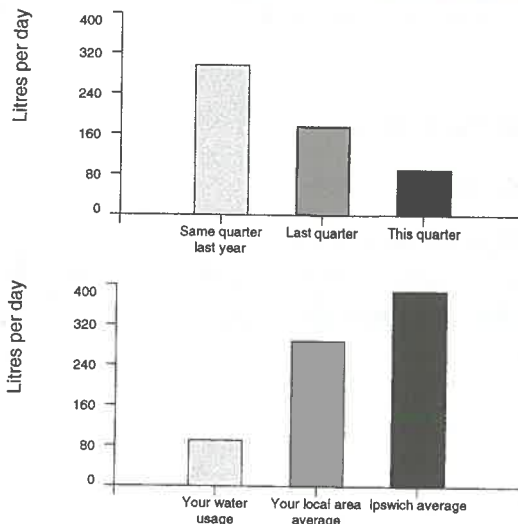 Litres per day
400
320
240
160
80
0
Same quarter
last year
Last quarter
This quarter
Litres per day
400
320
240
160
80
0
Your water
usage
Your local area
average
Ipswich average